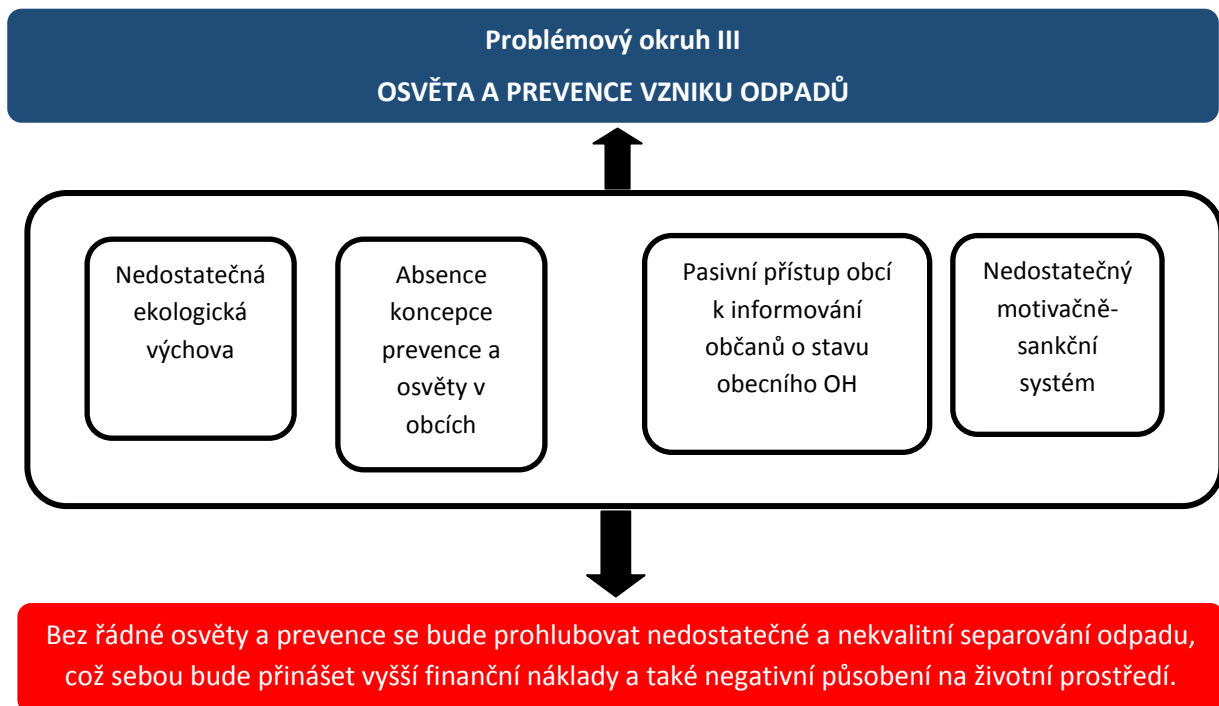 Problémový okruh III
OSVĚTA A PREVENCE VZNIKU ODPADŮ
Nedostatečná
ekologická
výchova
Absence
koncepce
prevence a
osvěty v
obcích
Pasivní přístup obcí
k informování
občanů o stavu
obecního OH
Nedostatečný
motivačně-
sankční
systém
Bez řádné osvěty a prevence se bude prohlubovat nedostatečné a nekvalitní separování odpadu,
což sebou bude přinášet vyšší finanční náklady a také negativní působení na životní prostředí.